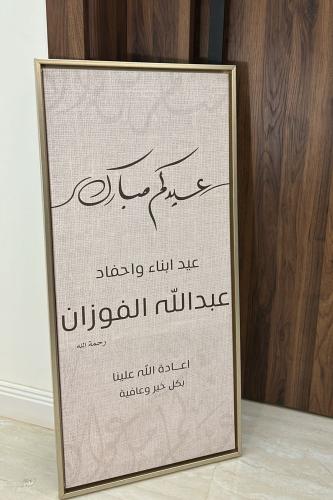 عيدكم مبارك
عيد ابناء واحفاد
عبدالله الفوزان
رحمة الله
اعادة الله علينا
بكل خير وعافية